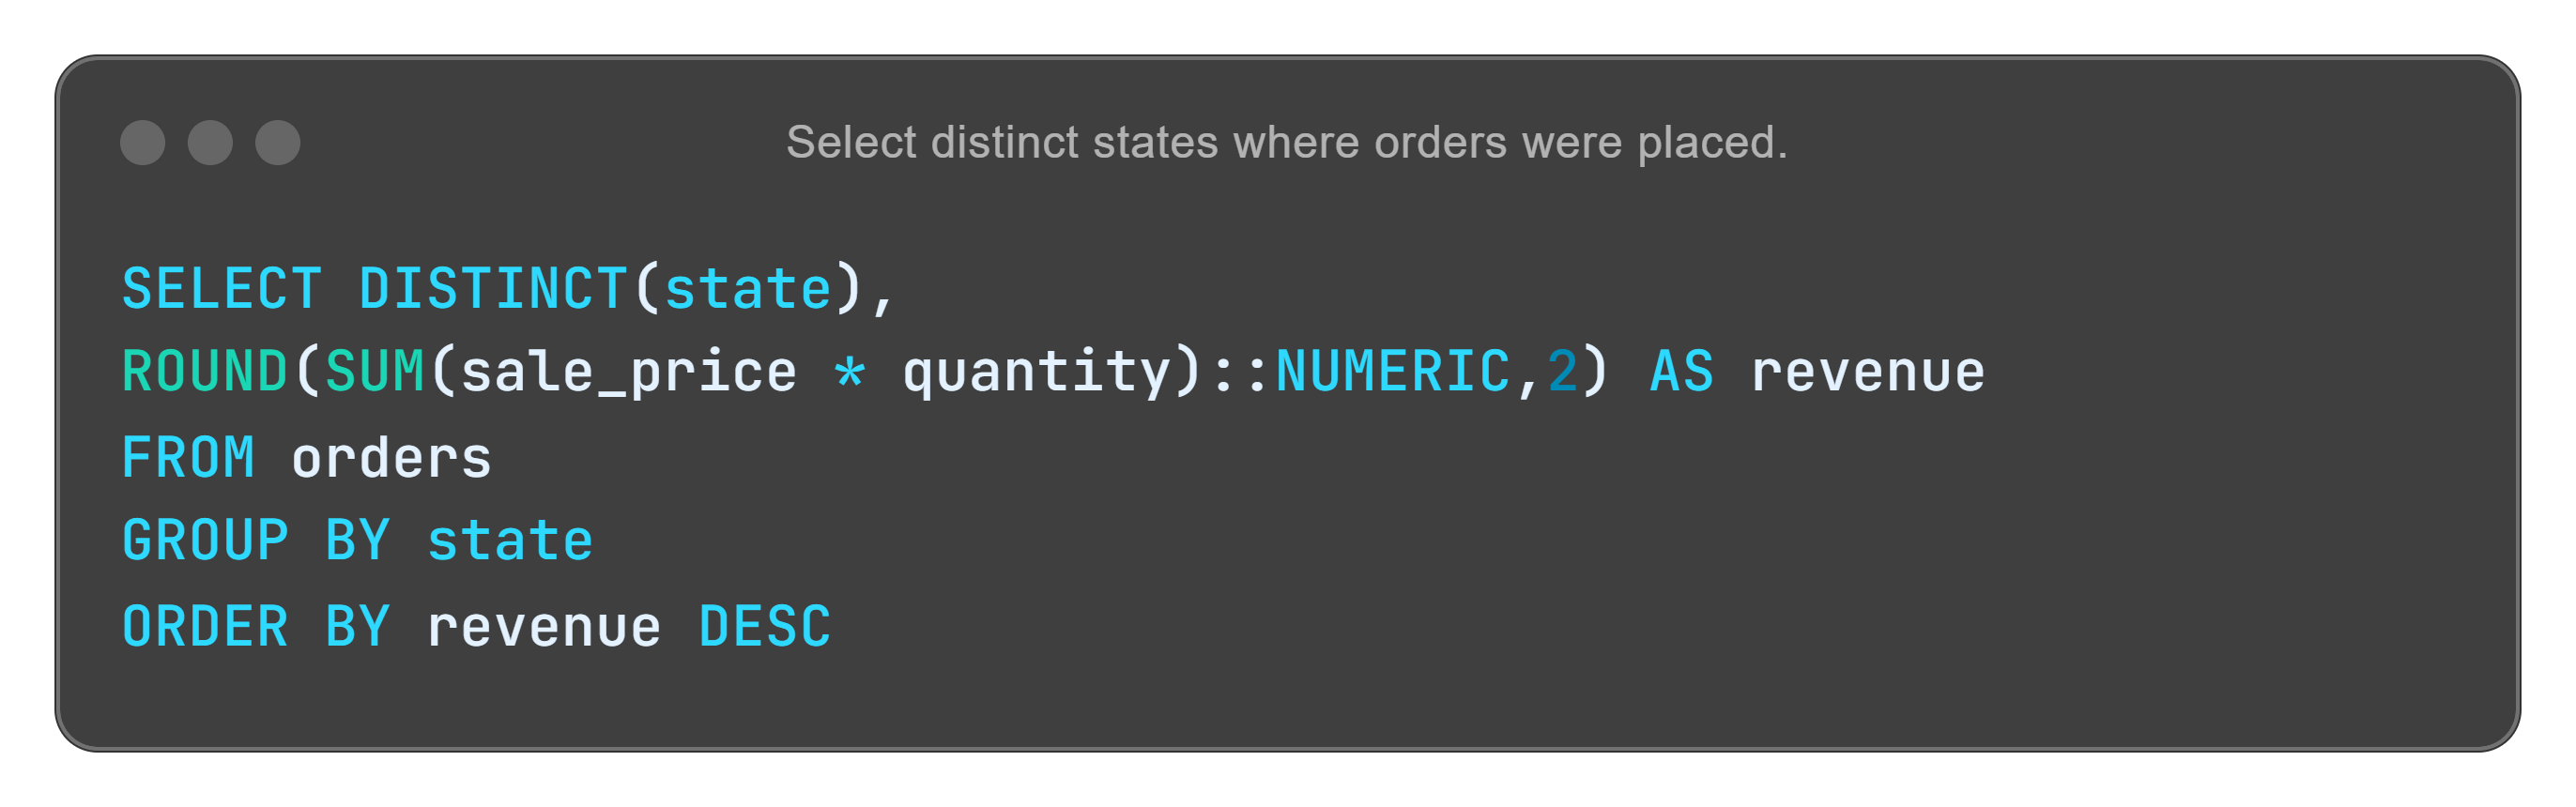 Select distinct states where orders were placed.
SELECT DISTINCT(state),
ROUND(SUM(sale_price * quantity)::NUMERIC,2) AS revenue
FROM orders
GROUP BY state
ORDER BY revenue DESC